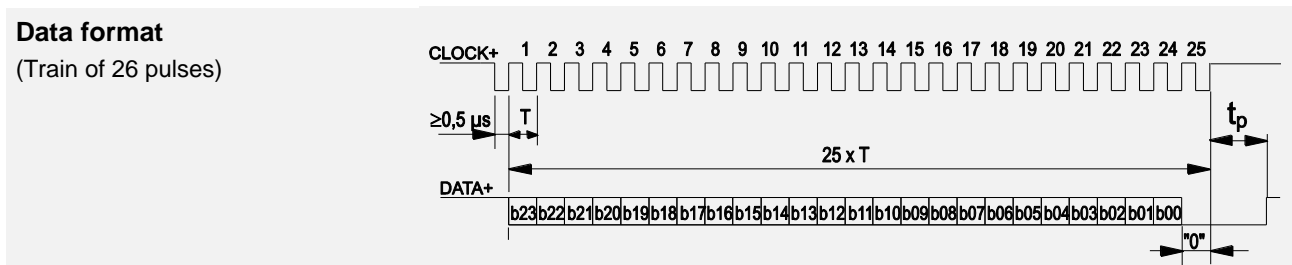 Data format
(Train of 26 pulses)
CLOCK+ 1 2 3 4 5 6 7 8 9 10 11 12 13 14 15 16 17 18 19 20 21 22 23 24 25
≥0,5 µs T tp
25 x T
DATA+
b23 b22 b21 b20 b19 b18 b17 b16 b15 b14 b13 b12 b11 b10 b09 b08 b07 b06 b05 b04 b03 b02 b01 b00
"0"